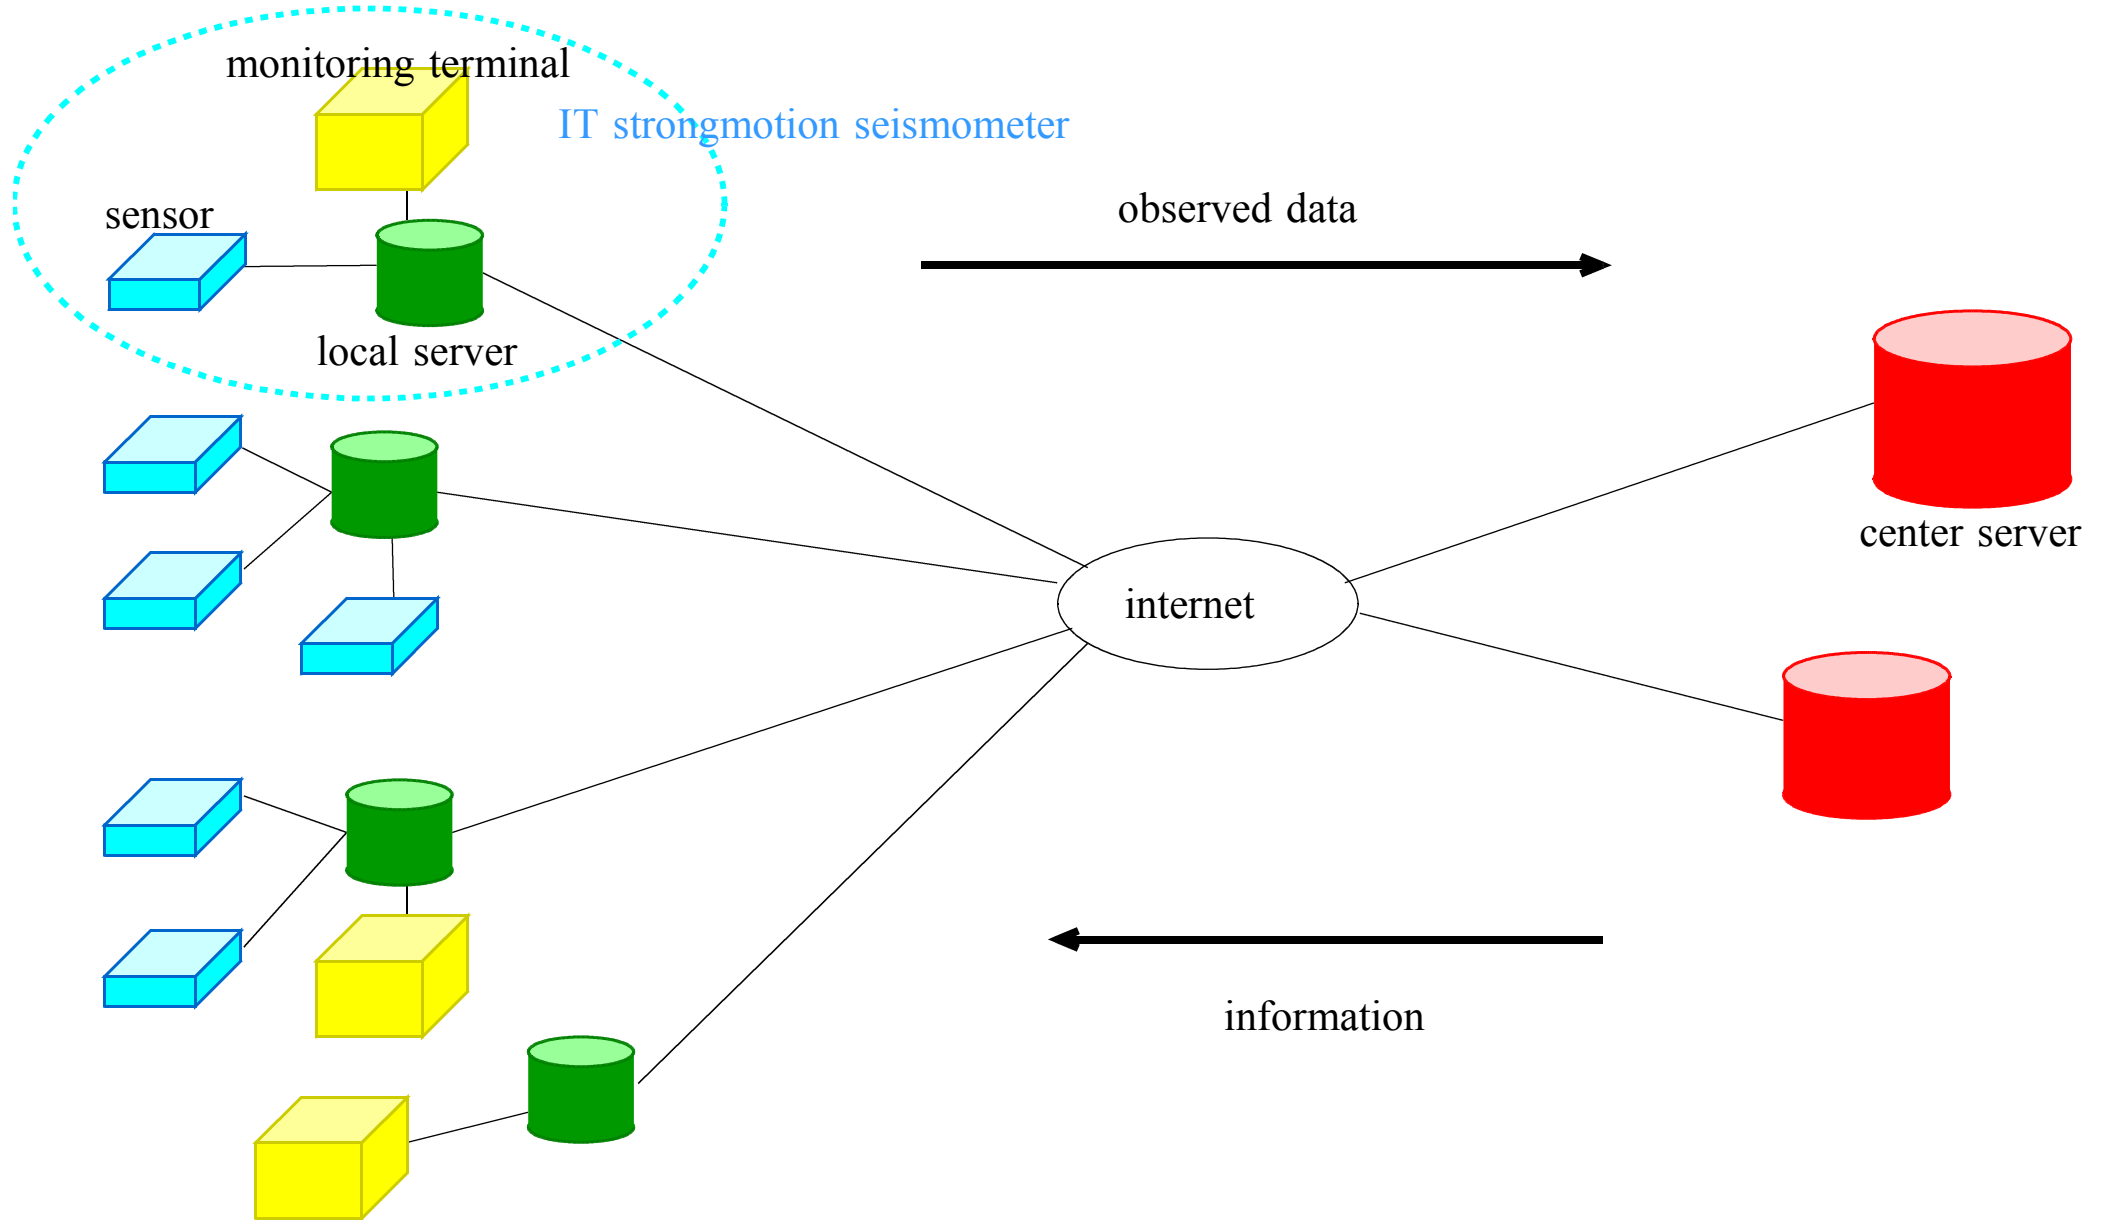 monitoring terminal
IT strongmotion seismometer
sensor
observed data
local server
center server
internet
information